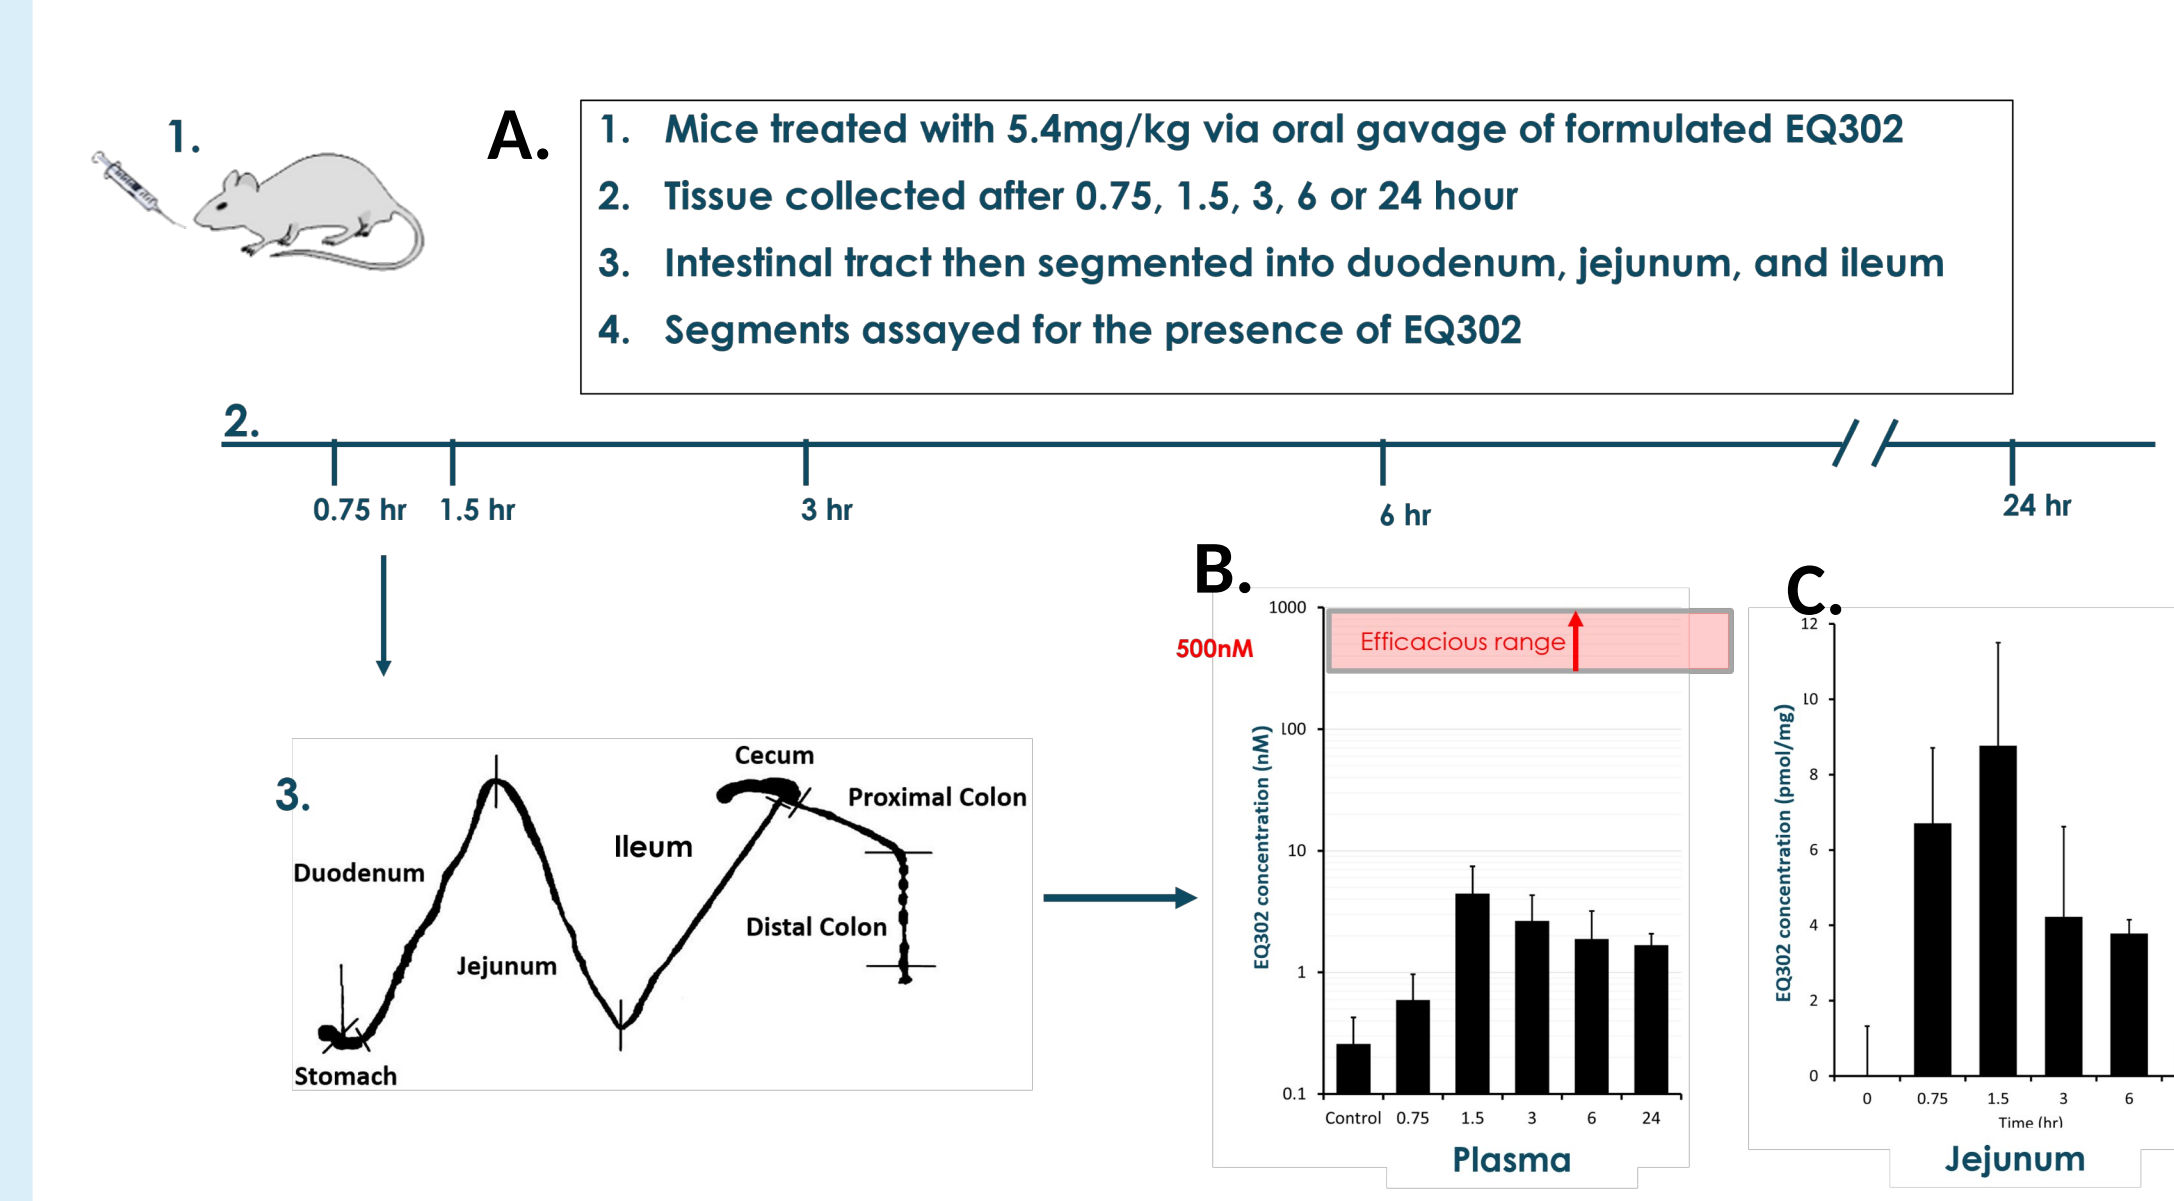 1.
A.
1. Mice treated with 5.4mg/kg via oral gavage of formulated EQ302
2. Tissue collected after 0.75, 1.5, 3, 6 or 24 hour
3. Intestinal tract then segmented into duodenum, jejunum, and ileum
4. Segments assayed for the presence of EQ302
2.
0.75 hr
1.5 hr
3 hr
6 hr
24 hr
3.
Cecum
Proximal Colon
Ileum
Duodenum
Distal Colon
Jejunum
Stomach
B.
500nM
Efficacious range
EQ302 concentration (nM)
1000
100
10
1
0.1
Control 0.75 1.5 3 6 24
Plasma
C.
EQ302 concentration (pmol/mg)
12
10
8
6
4
2
0
0 0.75 1.5 3 6
Time (hr)
Jejunum